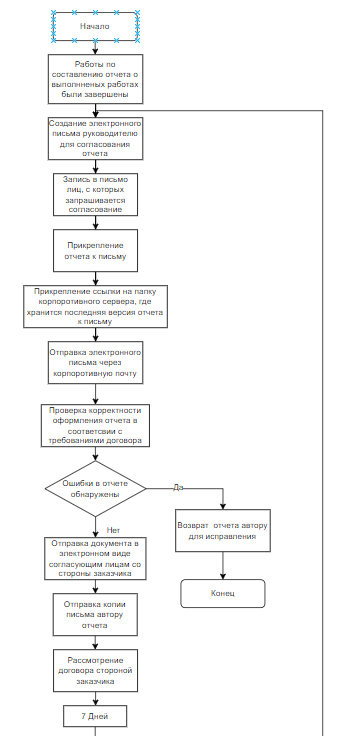 Начало
Работы по
составлению отчета о
выполнненых работах
были завершены
Создание электронного
письма руководителю
для согласования
отчета
Запись в письмо
лиц, с которых
запрашивается
согласование
Прикрепление
отчета к письму
Прикрепление ссылки на папку
корпоротивного сервера, где
хранится последняя версия отчета
к письму
Отправка электронного
письма через
корпоротивную почту
Проверка корректности
оформления отчета в
соответсвии с
требованиями договора
Ошибки в отчете
обнаружены
Да
Возврат отчета автору
для исправления
Конец
Нет
Отправка документа в
электронном виде
согласующим лицам со
стороны заказчика
Отправка копии
письма автору
отчета
Рассмотрение
договора стороной
заказчика
7 Дней